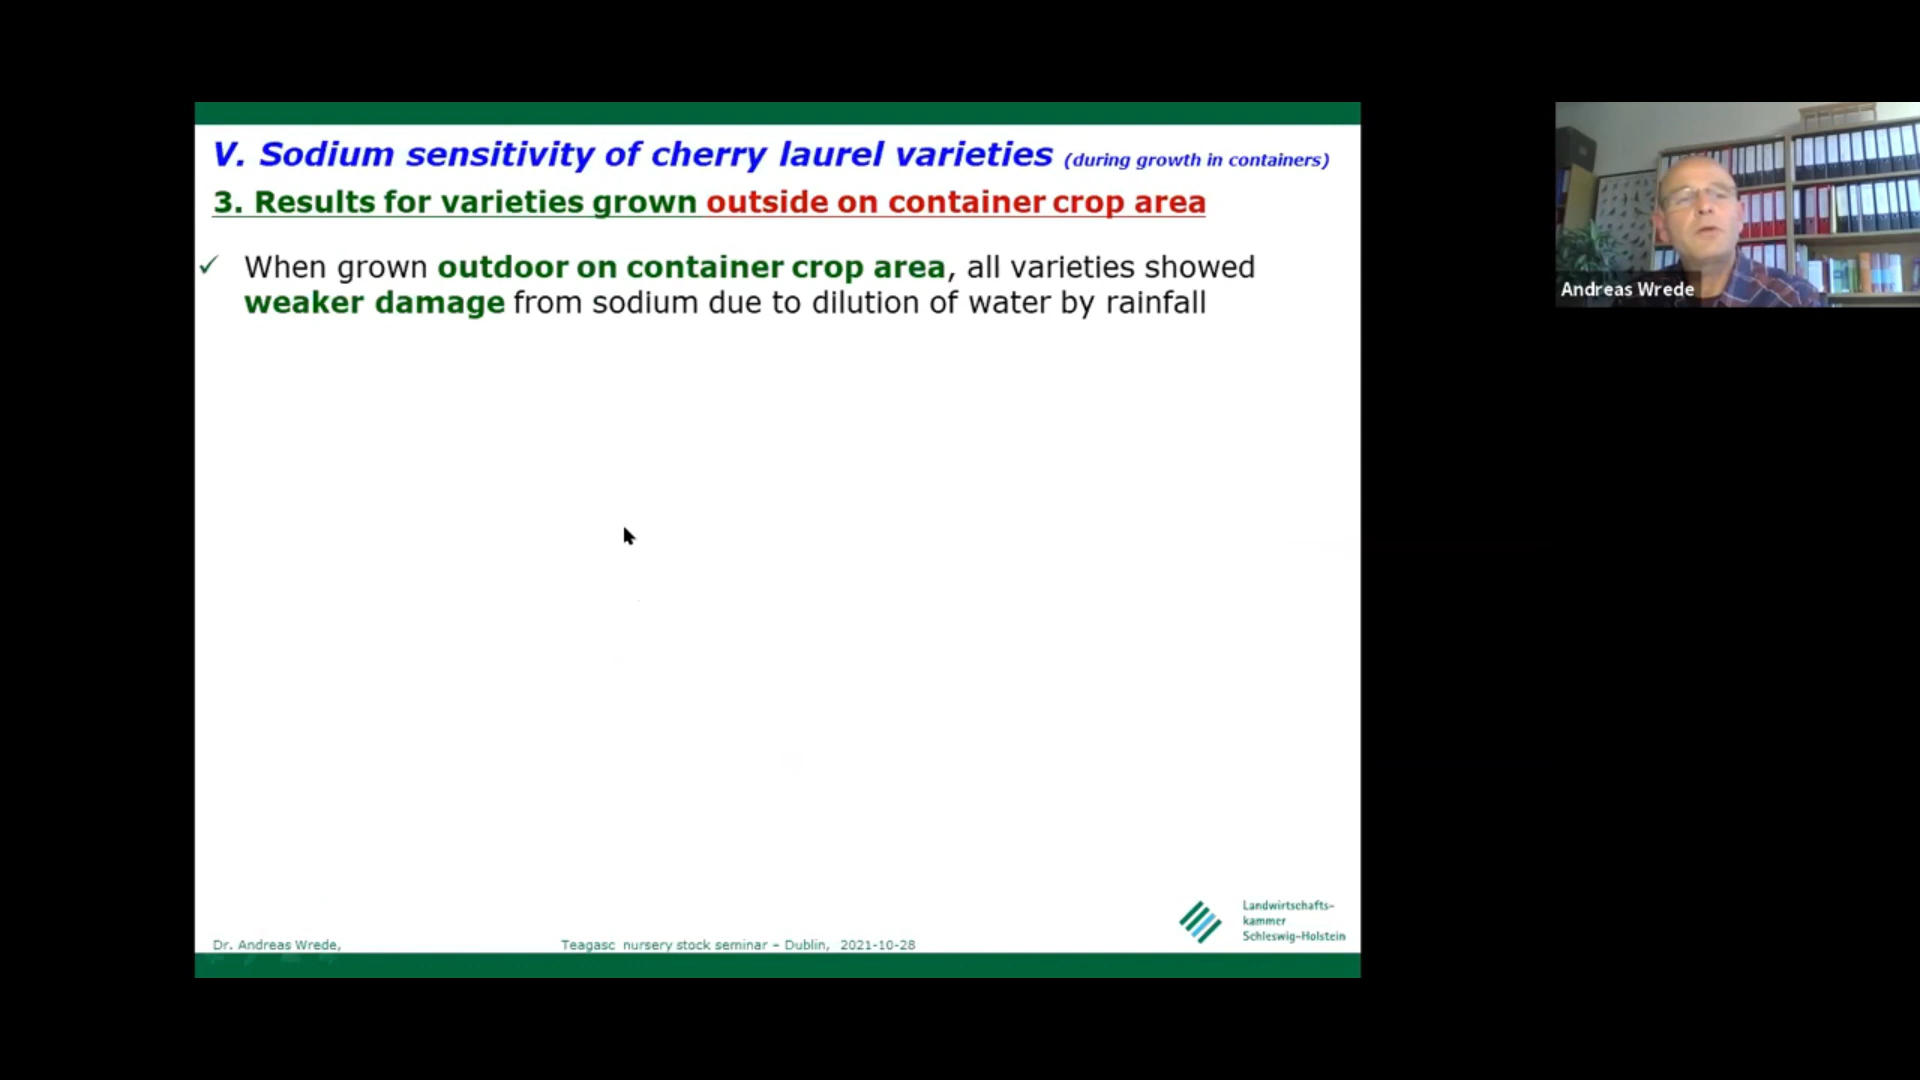 V. Sodium sensitivity of cherry laurel varieties (during growth in containers)
3. Results for varieties grown outside on container crop area
✓ When grown outdoor on container crop area, all varieties showed
weaker damage from sodium due to dilution of water by rainfall
Andreas Wrede
Landwirtschafts-
kammer
Schleswig-Holstein
Dr. Andreas Wrede,
Teagasc nursery stock seminar – Dublin, 2021-10-28